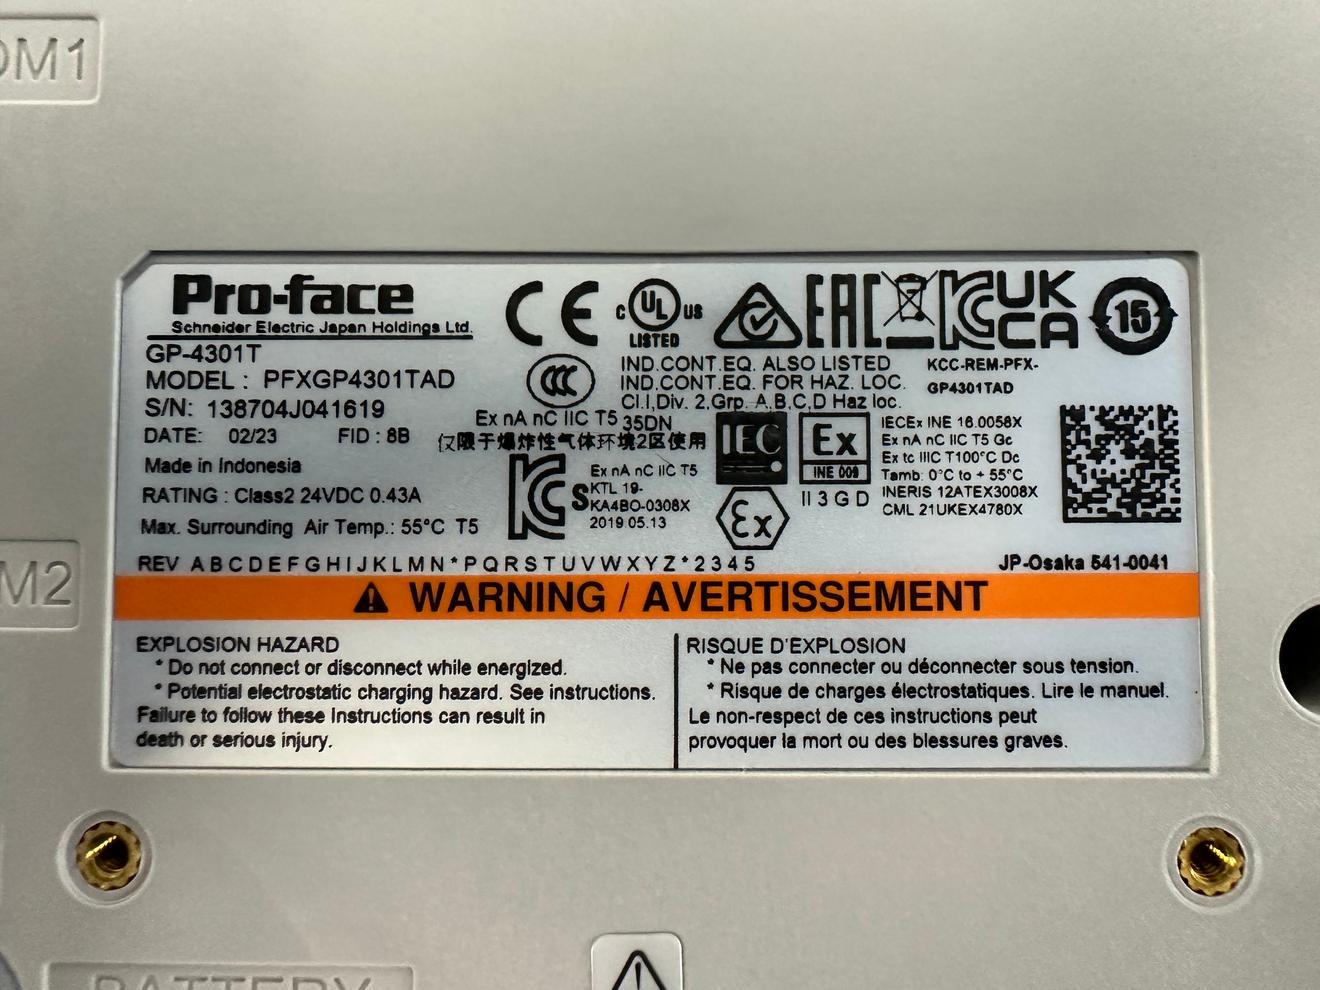 OM1
Pro-face
Schneider Electric Japan Holdings Ltd.
GP-4301T
MODEL : PFXGP4301TAD
S/N: 138704J041619
DATE: 02/23 FID : 8B
Made in Indonesia
RATING : Class2 24VDC 0.43A
Max. Surrounding Air Temp.: 55°C T5
CE
C UL US
LISTED
EAC
KC
UK
CA
15
CCC
IND.CONT.EQ. ALSO LISTED
IND.CONT.EQ. FOR HAZ. LOC.
Cl.I,Div. 2,Grp. A,B,C,D Haz loc.
35DN
KCC-REM-PFX-
GP4301TAD
Ex nA nC IIC T5
仅限于爆炸性气体环境2区使用
KC S
Ex nA nC IIC T5
KTL 19-
KA4BO-0308X
2019.05.13
IEC
Ex
INE 009
Ex
II 3 G D
IECEx INE 16.0058X
Ex nA nC IIC T5 Gc
Ex tc IIIC T100°C Dc
Tamb: 0°C to + 55°C
INERIS 12ATEX3008X
CML 21UKEX4780X
REV A B C D E F G H I J K L M N * P Q R S T U V W X Y Z * 2 3 4 5
JP-Osaka 541-0041
M2
WARNING / AVERTISSEMENT
EXPLOSION HAZARD
* Do not connect or disconnect while energized.
* Potential electrostatic charging hazard. See instructions.
Failure to follow these Instructions can result in
death or serious injury.
RISQUE D'EXPLOSION
* Ne pas connecter ou déconnecter sous tension.
* Risque de charges électrostatiques. Lire le manuel.
Le non-respect de ces instructions peut
provoquer la mort ou des blessures graves.
BATTERY